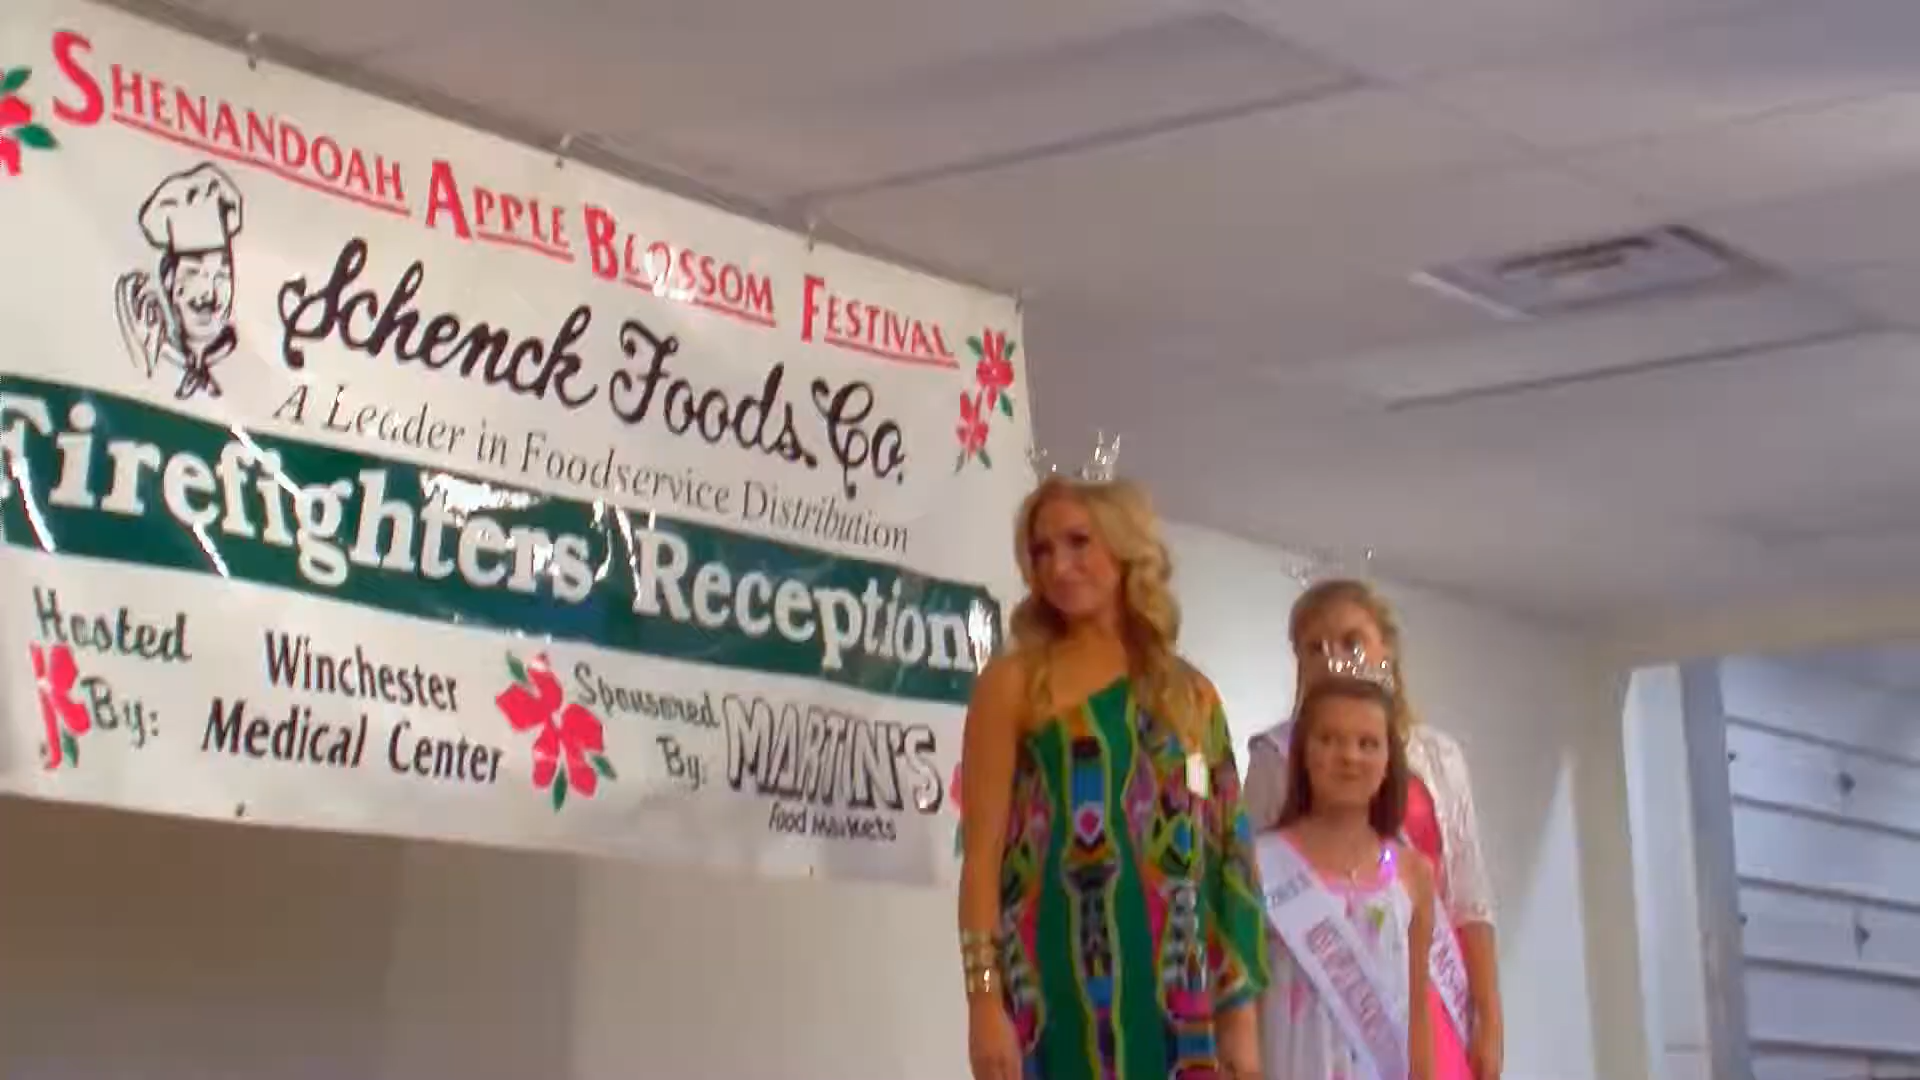 SHENANDOAH APPLE BLOSSOM FESTIVAL
Schenck Foods Co.
A Leader in Foodservice Distribution
Firefighters Reception
Hosted By:
Winchester
Medical Center
Sponsored By:
MARTIN'S
Food Markets